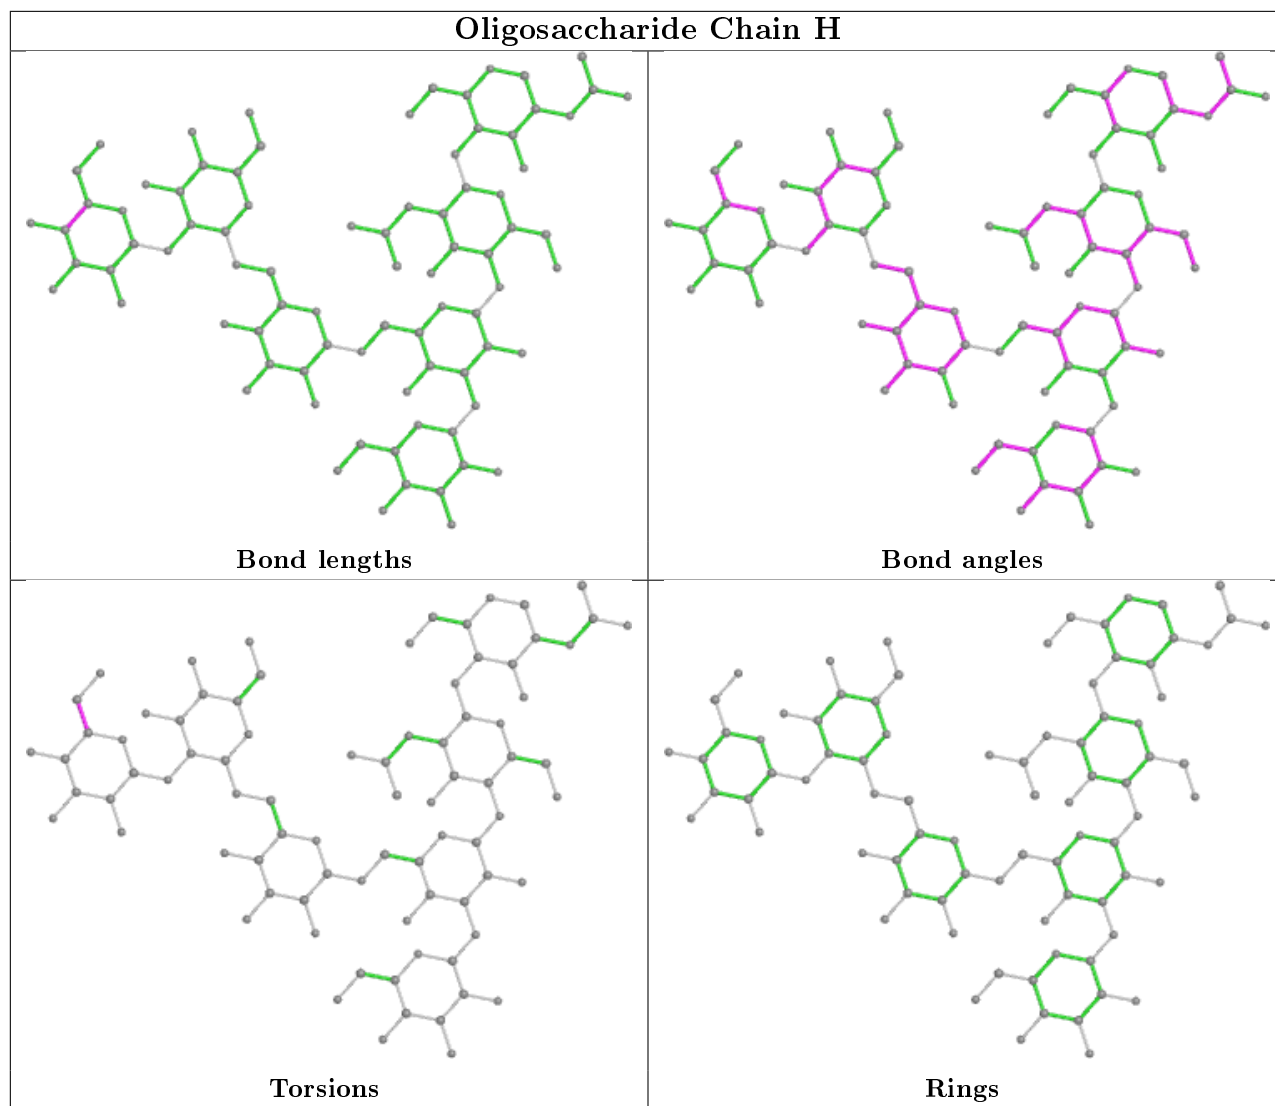 Oligosaccharide Chain H
Bond lengths
Bond angles
Torsions
Rings